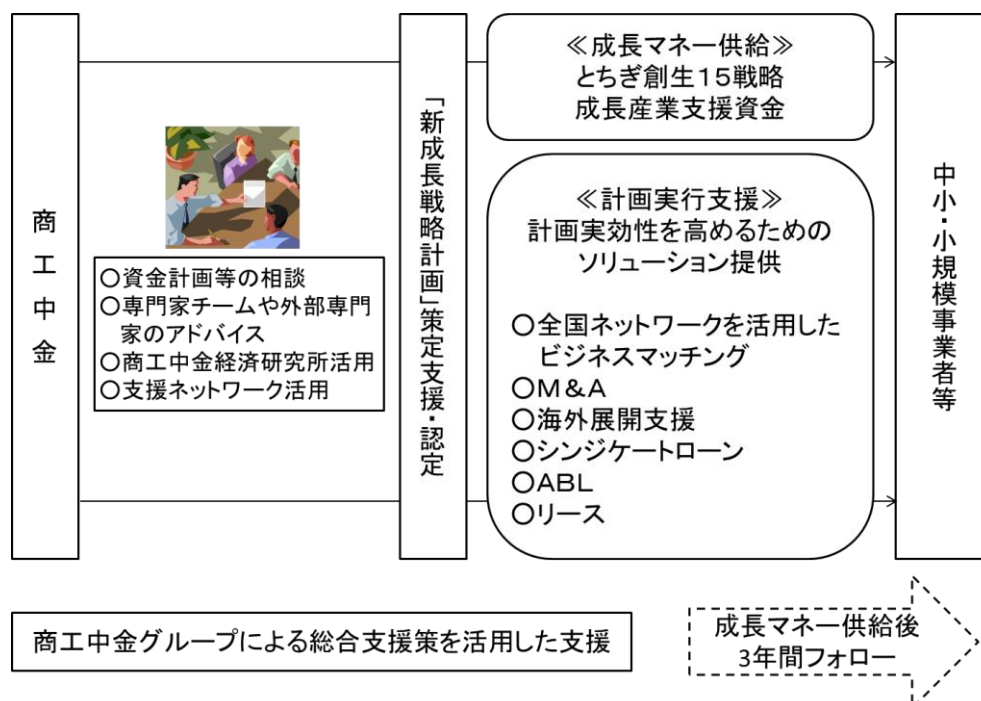 商工中金
○資金計画等の相談
○専門家チームや外部専門
家のアドバイス
○商工中金経済研究所活用
○支援ネットワーク活用
「新成長戦略計画」策定支援・認定
≪成長マネー供給≫
とちぎ創生15戦略
成長産業支援資金
≪計画実行支援≫
計画実効性を高めるための
ソリューション提供
○全国ネットワークを活用した
ビジネスマッチング
○M&A
○海外展開支援
○シンジケートローン
○ABL
○リース
中小・小規模事業者等
商工中金グループによる総合支援策を活用した支援
成長マネー供給後
3年間フォロー